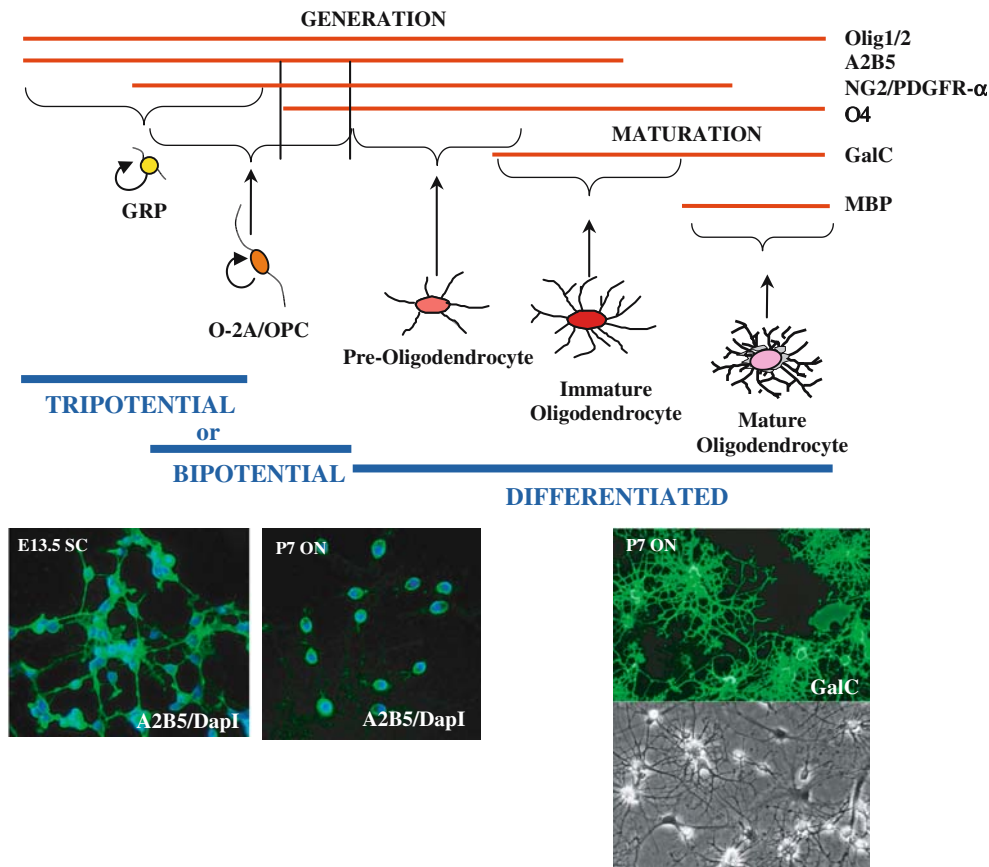 GENERATION
Olig1/2
A2B5
NG2/PDGFR-α
O4
MATURATION
GalC
MBP
GRP
O-2A/OPC
Pre-Oligodendrocyte
Immature
Oligodendrocyte
Mature
Oligodendrocyte
TRIPOTENTIAL
or
BIPOTENTIAL
DIFFERENTIATED
E13.5 SC
A2B5/DapI
P7 ON
A2B5/DapI
P7 ON
GalC